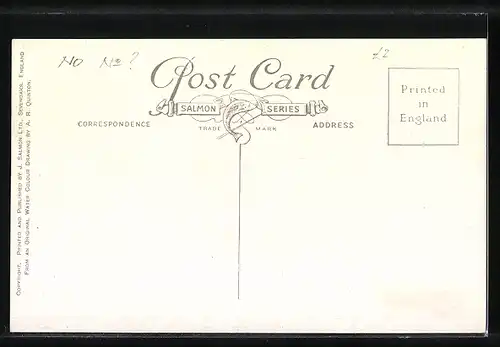 NO Nº?
£2
Post Card
SALMON SERIES
TRADE MARK
CORRESPONDENCE
ADDRESS
Printed
in
England
COPYRIGHT. PRINTED AND PUBLISHED BY J. SALMON LTD., SEVENOAKS, ENGLAND
FROM AN ORIGINAL WATER COLOUR DRAWING BY A. R. QUINTON.